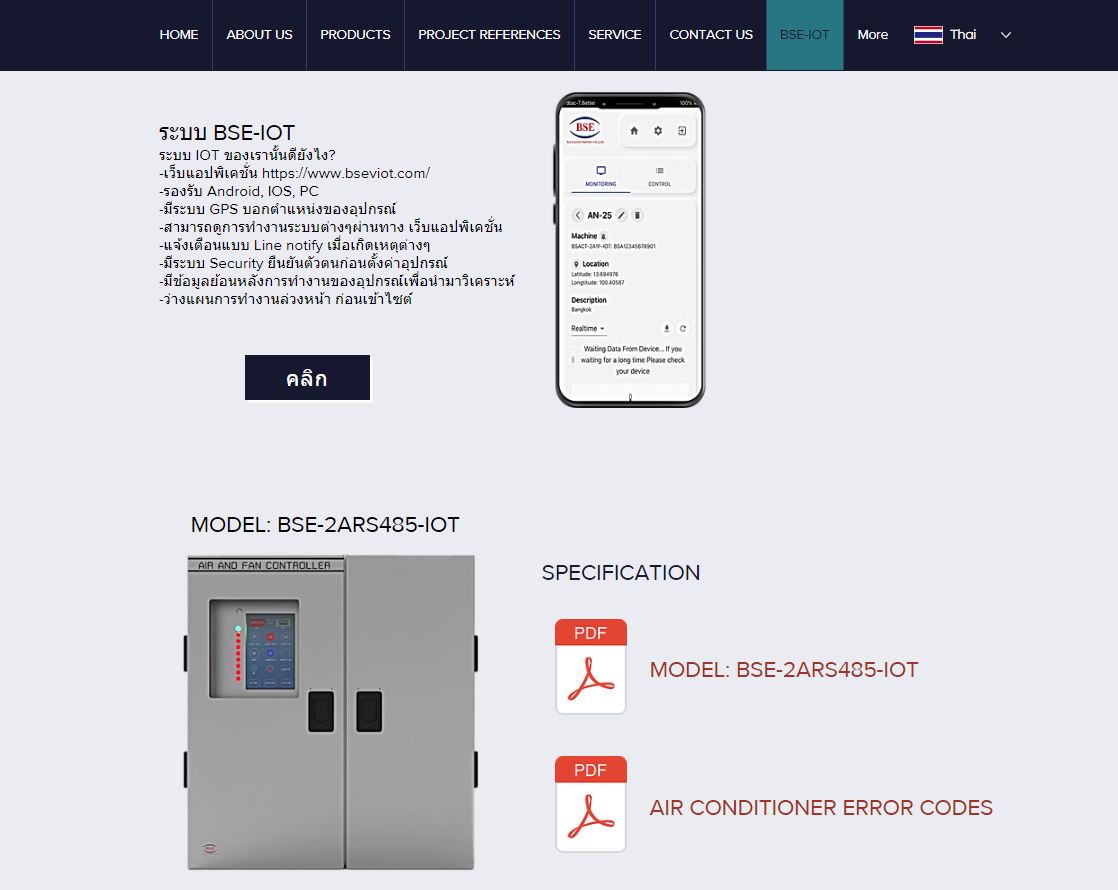 HOME
ABOUT US
PRODUCTS
PROJECT REFERENCES
SERVICE
CONTACT US
BSE-IOT
More
Thai
ระบบ BSE-IOT
ระบบ IOT ของเรานั้นดียังไง?
-เว็บแอปพิเคชั่น https://www.bseviot.com/
-รองรับ Android, IOS, PC
-มีระบบ GPS บอกตำแหน่งของอุปกรณ์
-สามารถดูการทำงานระบบต่างๆผ่านทาง เว็บแอปพิเคชั่น
-แจ้งเตือนแบบ Line notify เมื่อเกิดเหตุต่างๆ
-มีระบบ Security ยืนยันตัวตนก่อนตั้งค่าอุปกรณ์
-มีข้อมูลย้อนหลังการทำงานของอุปกรณ์เพื่อนำมาวิเคราะห์
-ว่างแผนการทำงานล่วงหน้า ก่อนเข้าไซต์
คลิก
dtac-T.Better
100%
BSE
MONITORING
CONTROL
AN-25
Machine
BSACT-2A1F-IOT: BSA12345678901
Location
Latitude: 13.694976
Longtitude: 100.40587
Description
Bangkok
Realtime
Waiting Data From Device... If you
waiting for a long time Please check
your device
MODEL: BSE-2ARS485-IOT
AIR AND FAN CONTROLLER
BSE
SPECIFICATION
PDF
MODEL: BSE-2ARS485-IOT
PDF
AIR CONDITIONER ERROR CODES